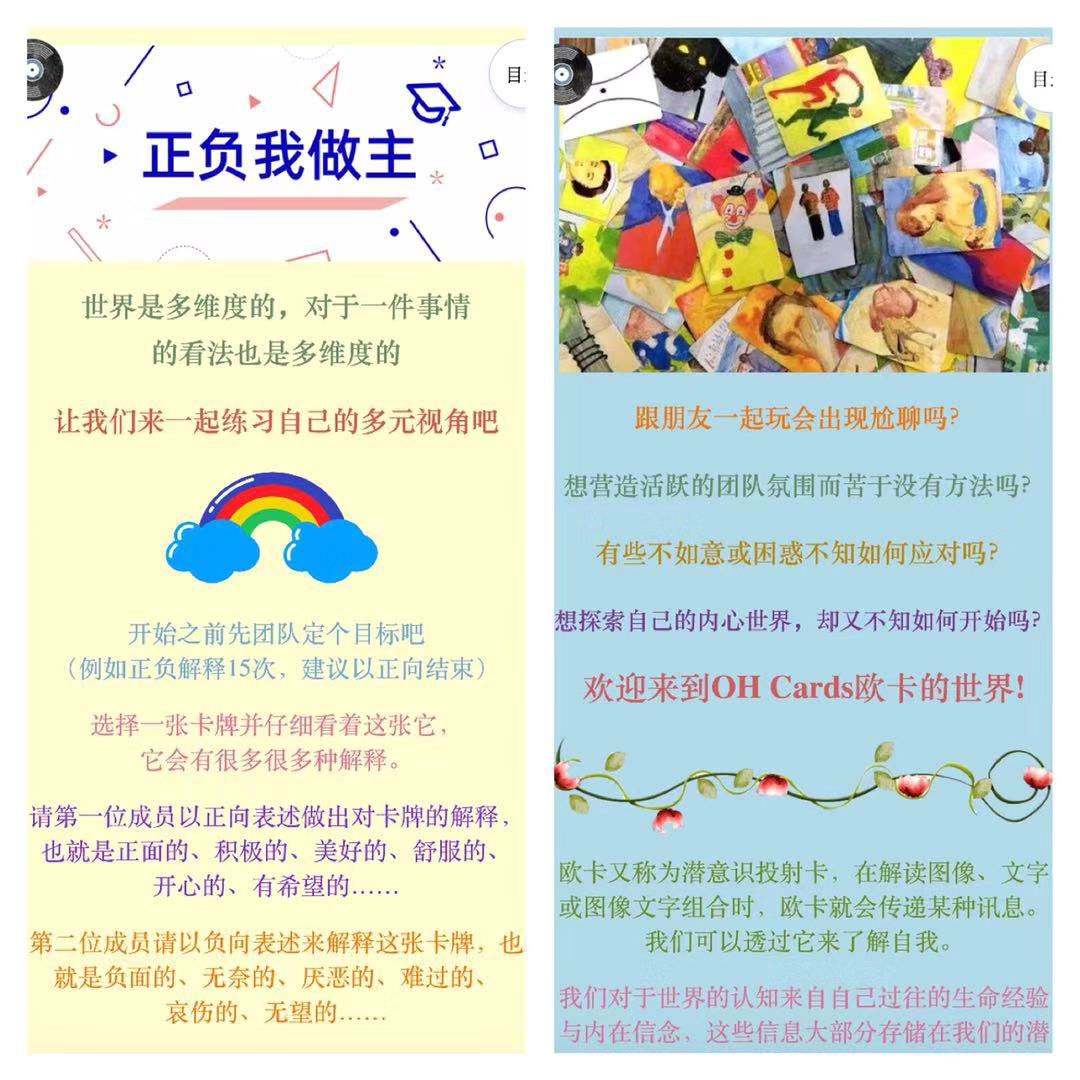 目
正负我做主
世界是多维度的，对于一件事情
的看法也是多维度的
让我们来一起练习自己的多元视角吧
开始之前先团队定个目标吧
（例如正负解释15次，建议以正向结束）
选择一张卡牌并仔细看着这张它，
它会有很多很多种解释。
请第一位成员以正向表述做出对卡牌的解释，
也就是正面的、积极的、美好的、舒服的、
开心的、有希望的……
第二位成员请以负向表述来解释这张卡牌，也
就是负面的、无奈的、厌恶的、难过的、
哀伤的、无望的……
目
跟朋友一起玩会出现尬聊吗?
想营造活跃的团队氛围而苦于没有方法吗?
有些不如意或困惑不知如何应对吗?
想探索自己的内心世界，却又不知如何开始吗?
欢迎来到OH Cards欧卡的世界!
欧卡又称为潜意识投射卡，在解读图像、文字
或图像文字组合时，欧卡就会传递某种讯息。
我们可以透过它来了解自我。
我们对于世界的认知来自自己过往的生命经验
与内在信念，这些信息大部分存储在我们的潜